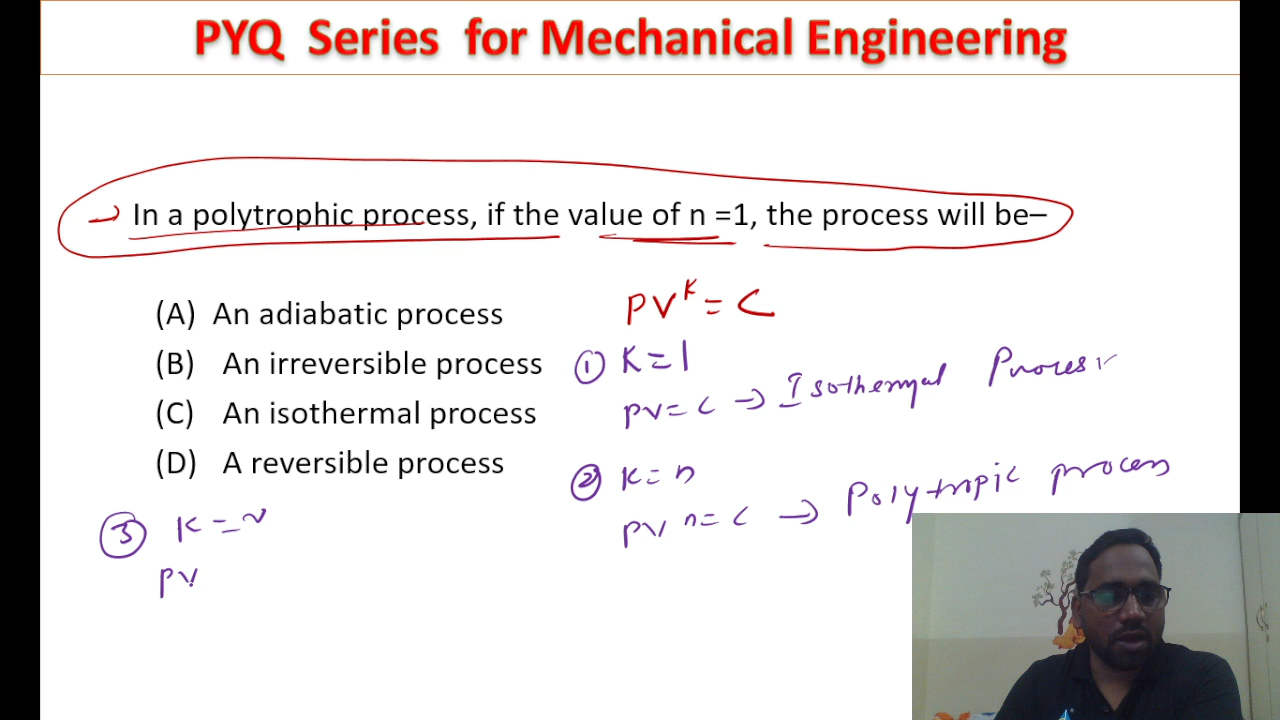 PYQ Series for Mechanical Engineering
In a polytrophic process, if the value of n =1, the process will be–
(A) An adiabatic process
(B) An irreversible process
(C) An isothermal process
(D) A reversible process
PV^K = C
① K = 1
PV = C → Isothermal Process
② K = n
PV^n = C → Polytropic process
③ K = γ
PV